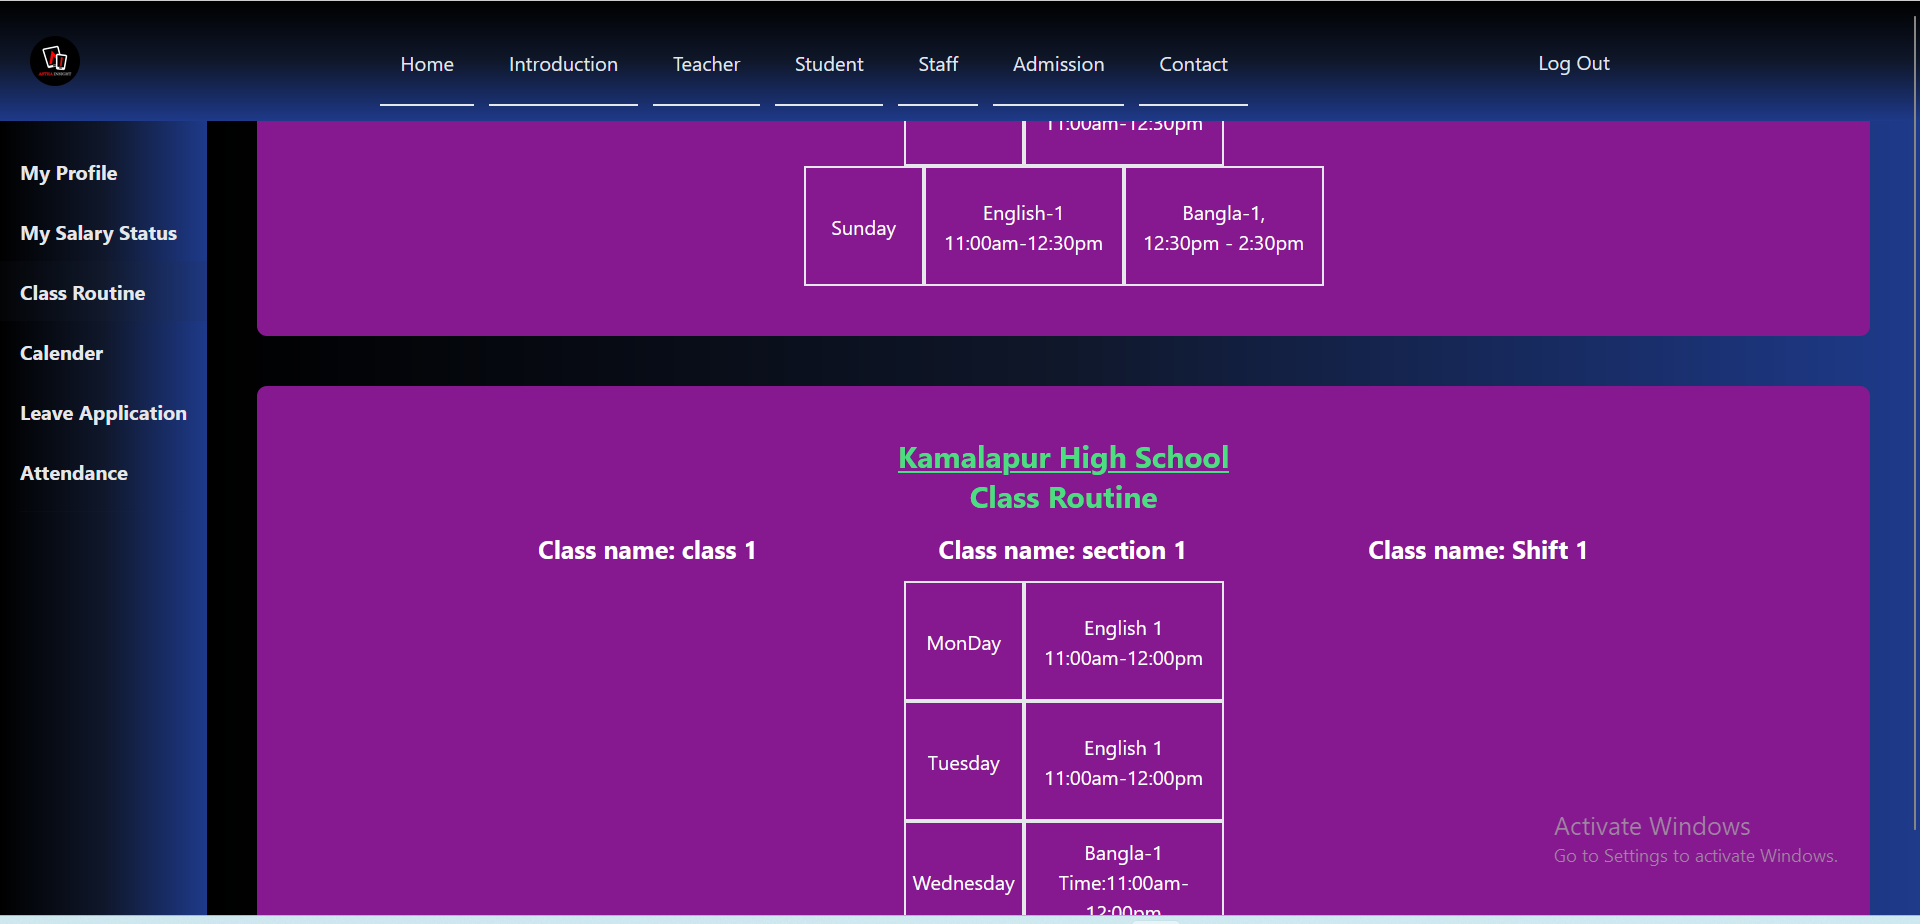 Home Introduction Teacher Student Staff Admission Contact Log Out
ASTRA INSIGHT
My Profile
My Salary Status
Class Routine
Calender
Leave Application
Attendance
11:00am-12:30pm
Sunday
English-1
11:00am-12:30pm
Bangla-1,
12:30pm - 2:30pm
Kamalapur High School
Class Routine
Class name: class 1 Class name: section 1 Class name: Shift 1
MonDay
English 1
11:00am-12:00pm
Tuesday
English 1
11:00am-12:00pm
Wednesday
Bangla-1
Time:11:00am-
12:00pm
Activate Windows
Go to Settings to activate Windows.